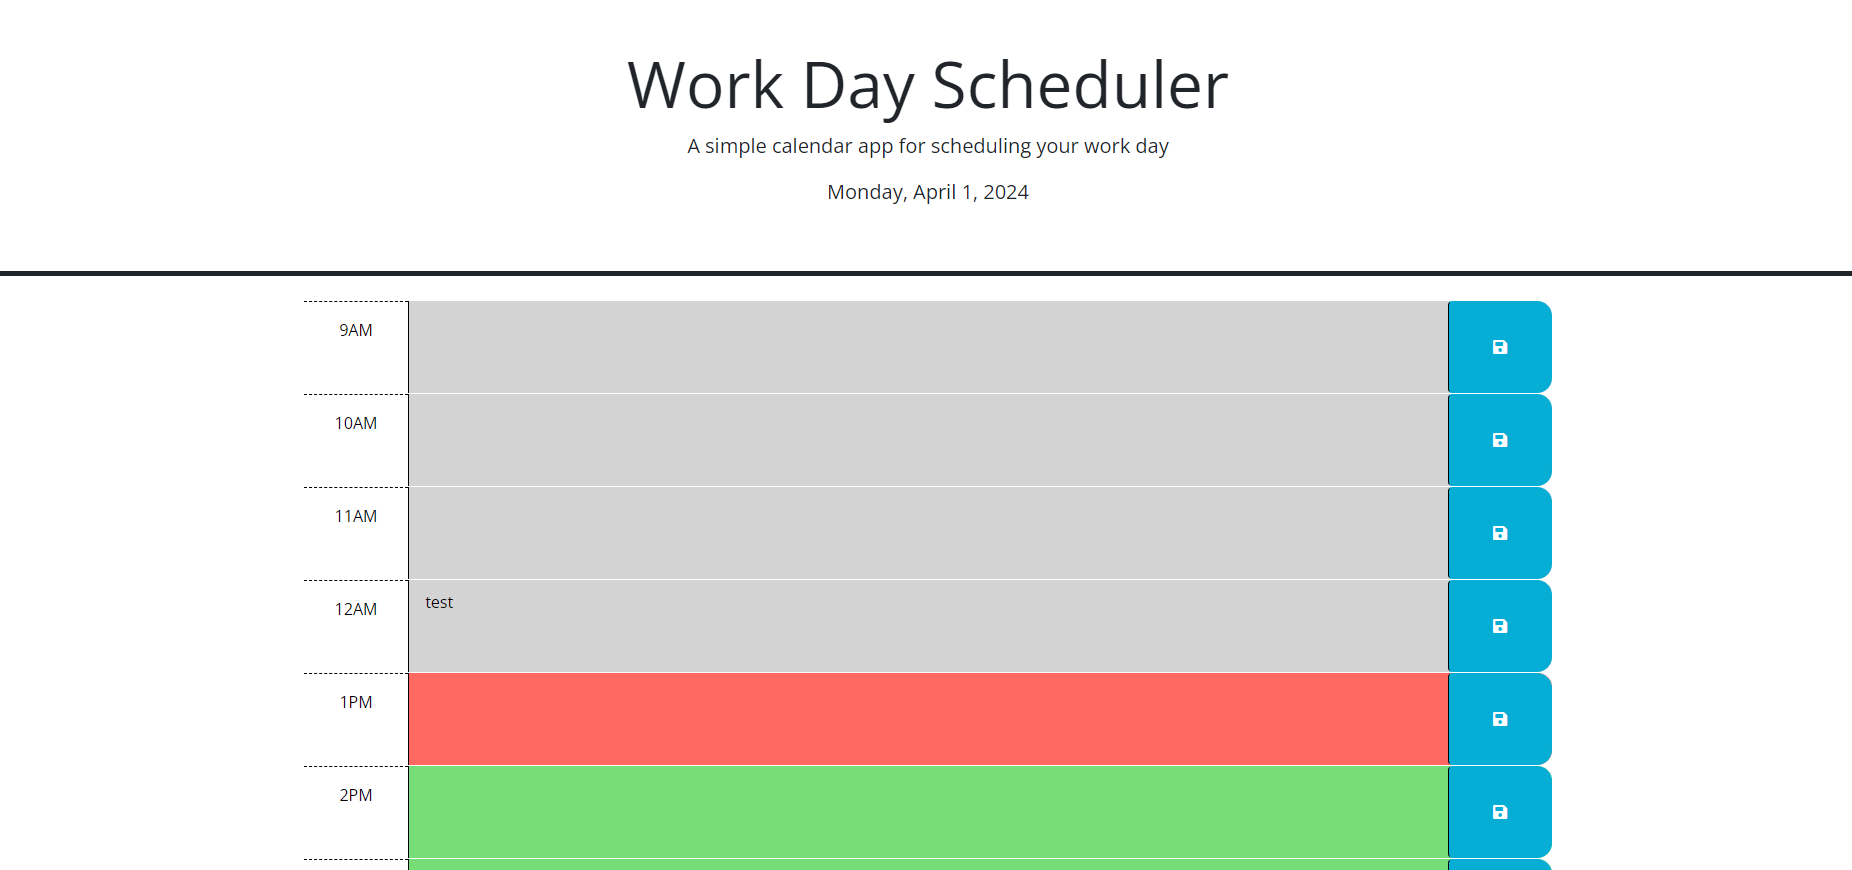 Work Day Scheduler
A simple calendar app for scheduling your work day
Monday, April 1, 2024
9AM
10AM
11AM
12AM
test
1PM
2PM